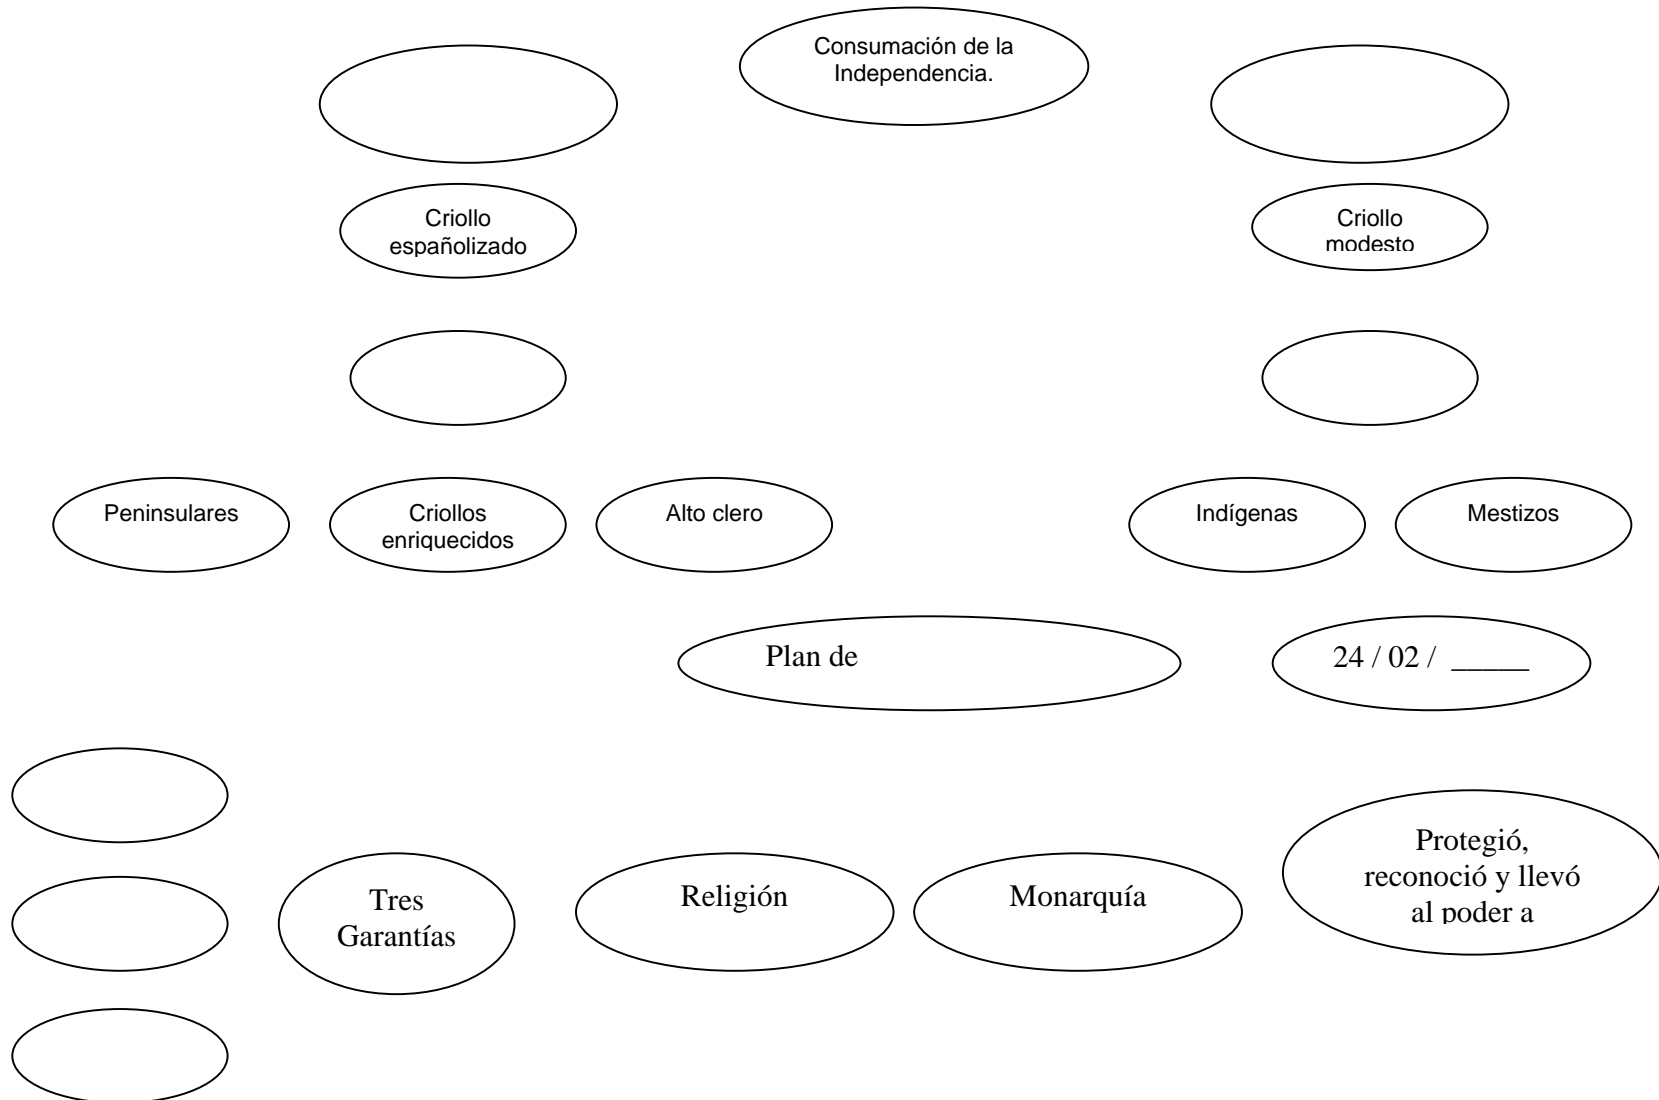 Consumación de la
Independencia.
Criollo
españolizado
Criollo
modesto
Peninsulares
Criollos
enriquecidos
Alto clero
Indígenas
Mestizos
Plan de
24 / 02 / _____
Tres
Garantías
Religión
Monarquía
Protegió,
reconoció y llevó
al poder a